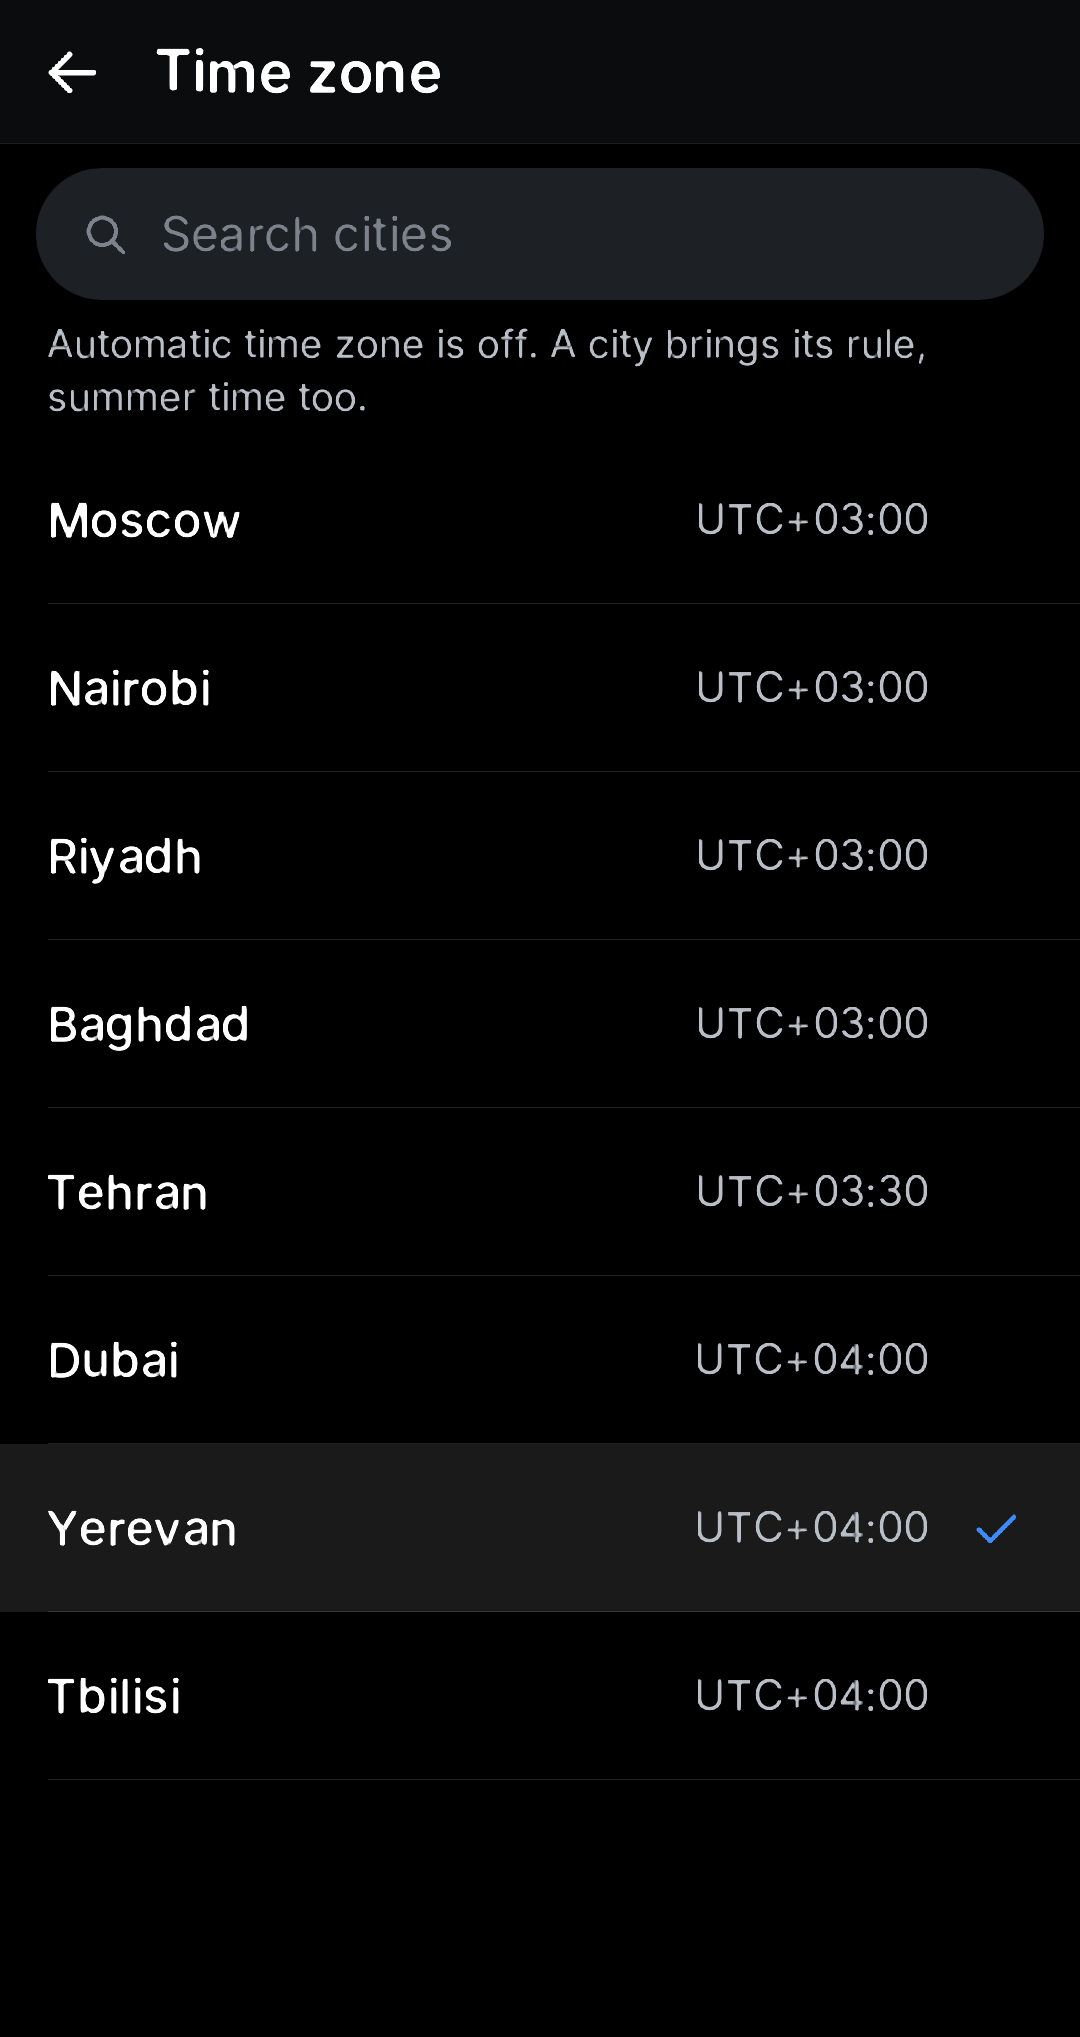 Time zone
Search cities
Automatic time zone is off. A city brings its rule,
summer time too.
Moscow UTC+03:00
Nairobi UTC+03:00
Riyadh UTC+03:00
Baghdad UTC+03:00
Tehran UTC+03:30
Dubai UTC+04:00
Yerevan UTC+04:00
Tbilisi UTC+04:00